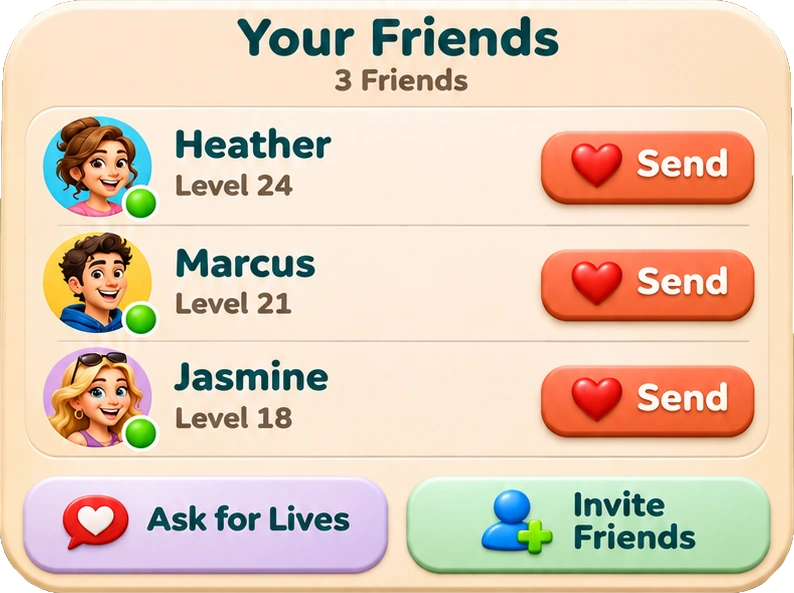 Your Friends
3 Friends
Heather
Level 24
Send
Marcus
Level 21
Send
Jasmine
Level 18
Send
Ask for Lives
Invite
Friends